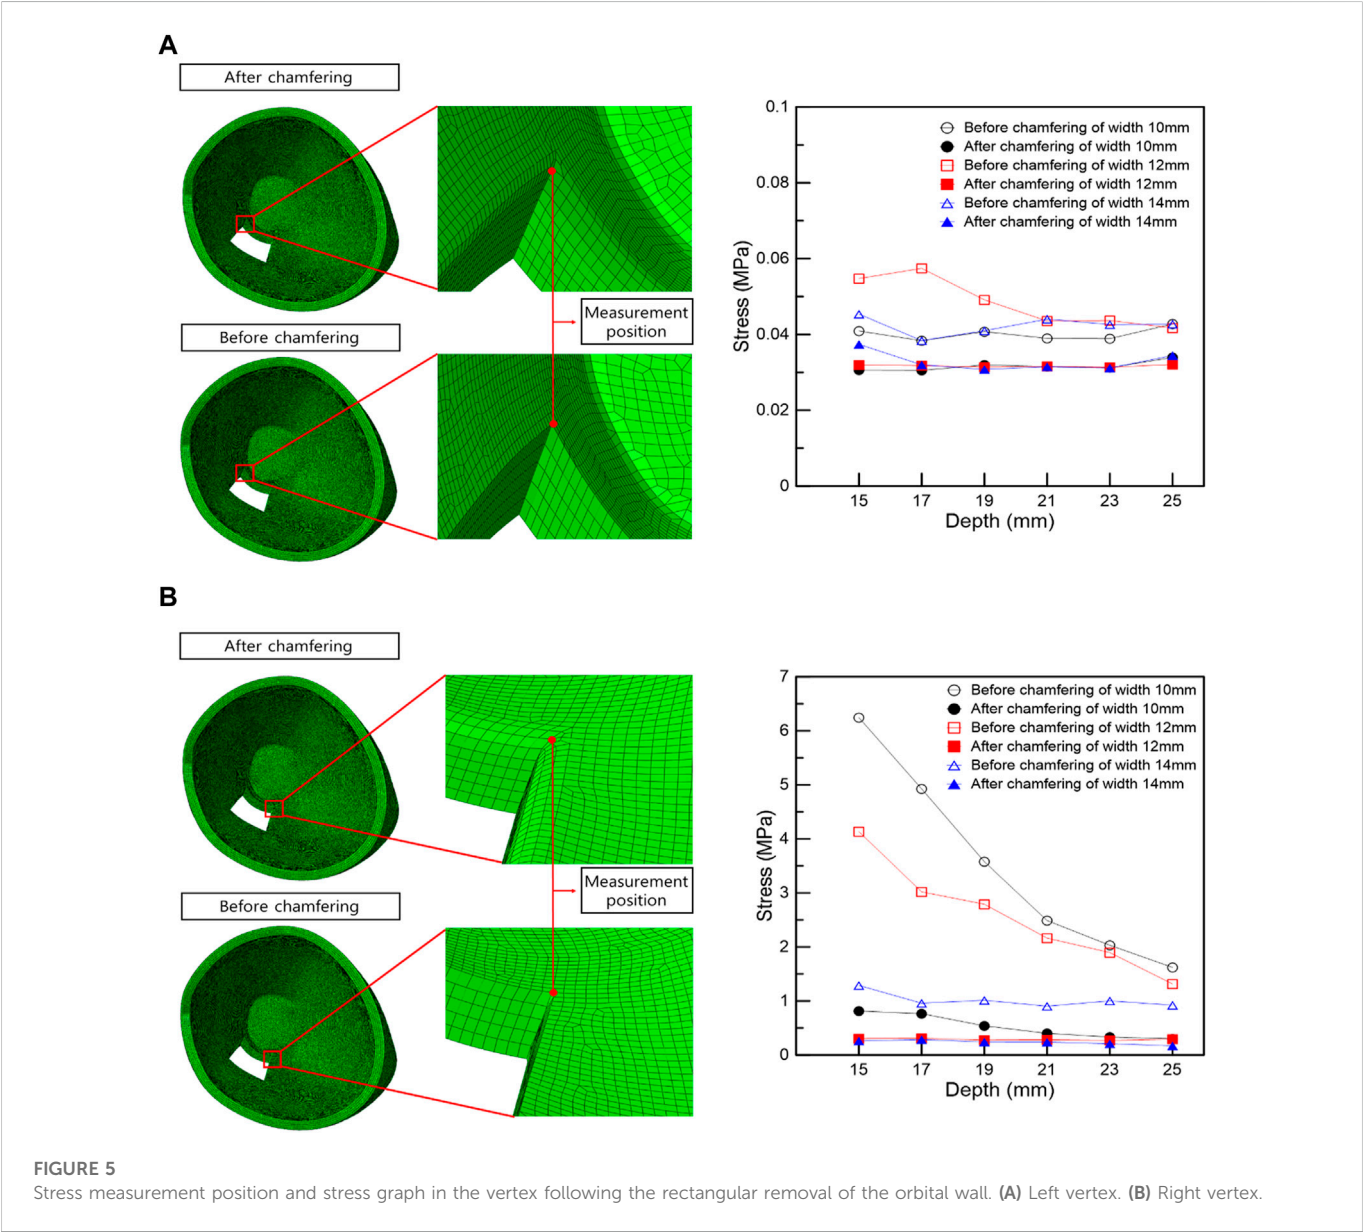 A
After chamfering
Before chamfering
Measurement
position
0.1
0.08
0.06
0.04
0.02
0
Stress (MPa)
Before chamfering of width 10mm
After chamfering of width 10mm
Before chamfering of width 12mm
After chamfering of width 12mm
Before chamfering of width 14mm
After chamfering of width 14mm
15 17 19 21 23 25
Depth (mm)
B
After chamfering
Before chamfering
Measurement
position
7
6
5
4
3
2
1
0
Stress (MPa)
Before chamfering of width 10mm
After chamfering of width 10mm
Before chamfering of width 12mm
After chamfering of width 12mm
Before chamfering of width 14mm
After chamfering of width 14mm
15 17 19 21 23 25
Depth (mm)
FIGURE 5
Stress measurement position and stress graph in the vertex following the rectangular removal of the orbital wall. (A) Left vertex. (B) Right vertex.